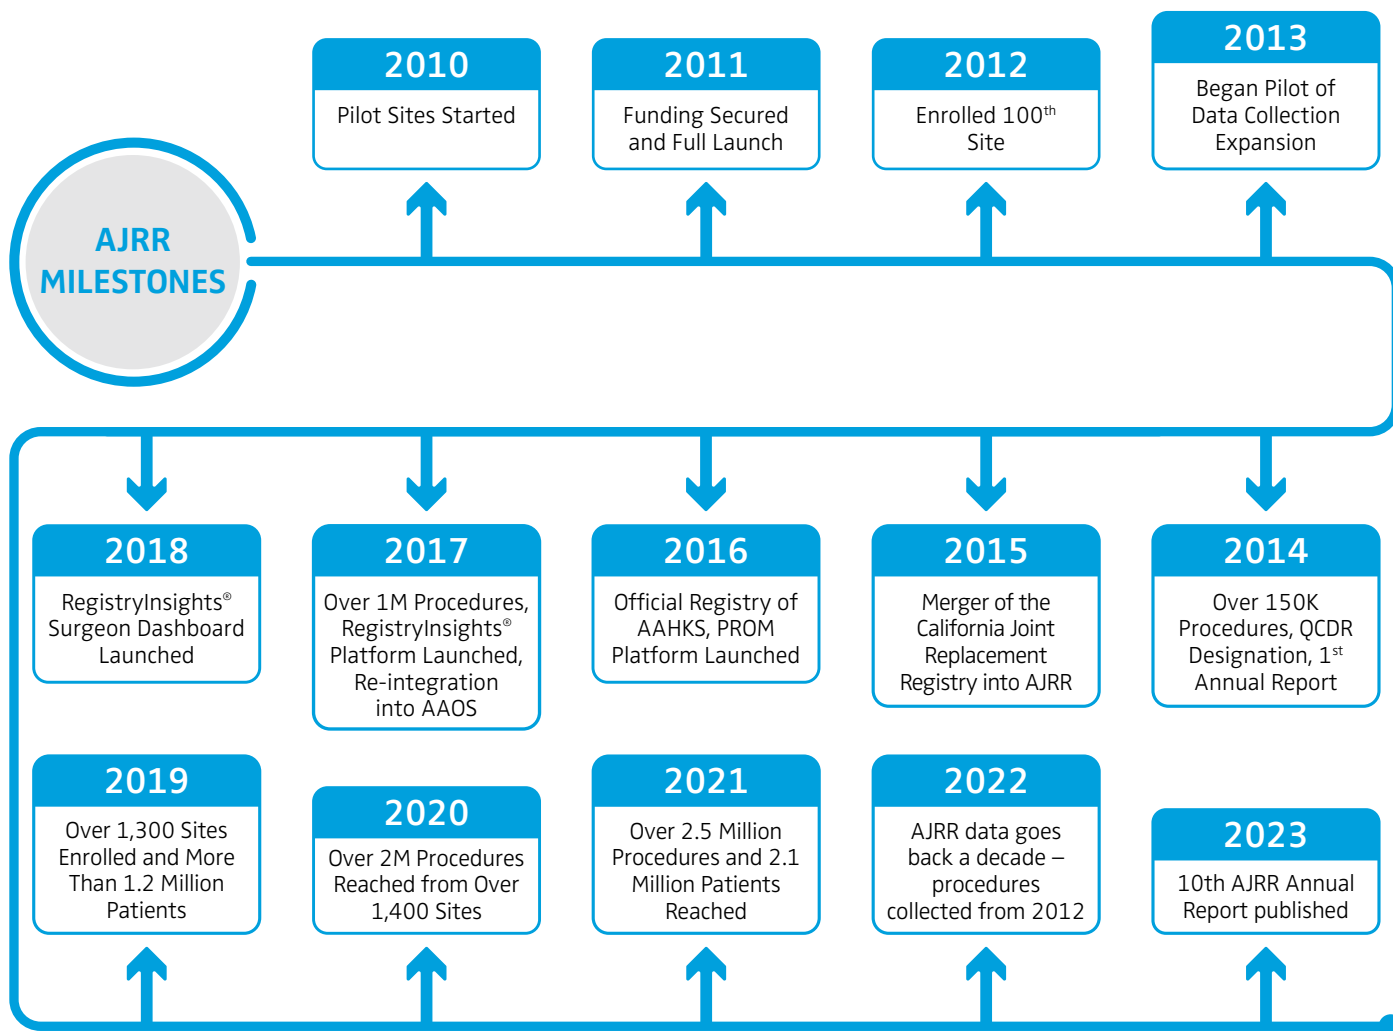 AJRR
MILESTONES
2010
Pilot Sites Started
2011
Funding Secured
and Full Launch
2012
Enrolled 100th
Site
2013
Began Pilot of
Data Collection
Expansion
2018
RegistryInsights®
Surgeon Dashboard
Launched
2017
Over 1M Procedures,
RegistryInsights®
Platform Launched,
Re-integration
into AAOS
2016
Official Registry of
AAHKS, PROM
Platform Launched
2015
Merger of the
California Joint
Replacement
Registry into AJRR
2014
Over 150K
Procedures, QCDR
Designation, 1st
Annual Report
2019
Over 1,300 Sites
Enrolled and More
Than 1.2 Million
Patients
2020
Over 2M Procedures
Reached from Over
1,400 Sites
2021
Over 2.5 Million
Procedures and 2.1
Million Patients
Reached
2022
AJRR data goes
back a decade –
procedures
collected from 2012
2023
10th AJRR Annual
Report published